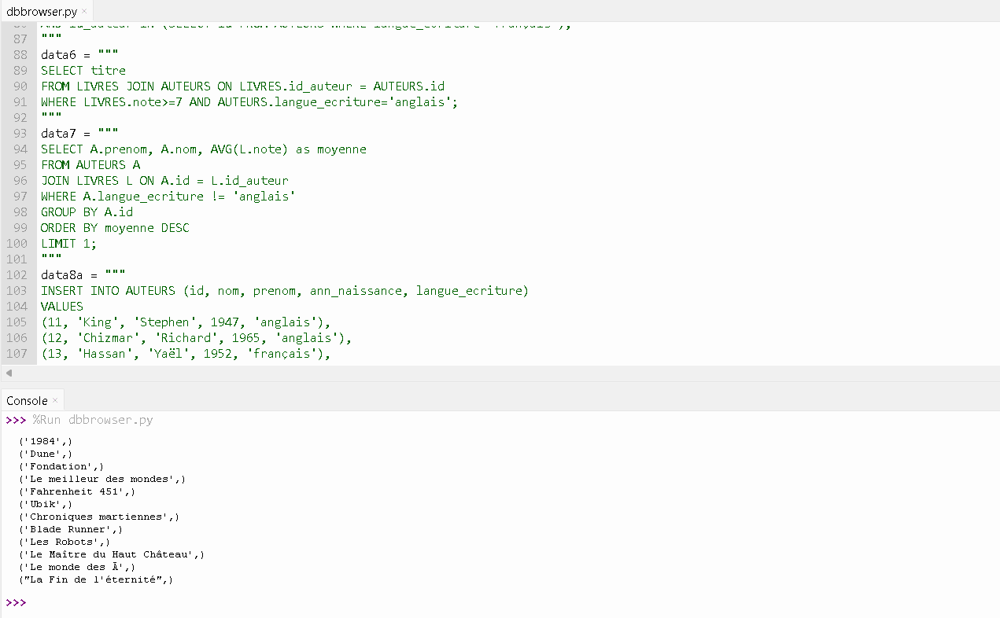 dbbrowser.py ×
87 """
88 data6 = """
89 SELECT titre
90 FROM LIVRES JOIN AUTEURS ON LIVRES.id_auteur = AUTEURS.id
91 WHERE LIVRES.note>=7 AND AUTEURS.langue_ecriture='anglais';
92 """
93 data7 = """
94 SELECT A.prenom, A.nom, AVG(L.note) as moyenne
95 FROM AUTEURS A
96 JOIN LIVRES L ON A.id = L.id_auteur
97 WHERE A.langue_ecriture != 'anglais'
98 GROUP BY A.id
99 ORDER BY moyenne DESC
100 LIMIT 1;
101 """
102 data8a = """
103 INSERT INTO AUTEURS (id, nom, prenom, ann_naissance, langue_ecriture)
104 VALUES
105 (11, 'King', 'Stephen', 1947, 'anglais'),
106 (12, 'Chizmar', 'Richard', 1965, 'anglais'),
107 (13, 'Hassan', 'Yaël', 1952, 'français'),
Console ×
>>> %Run dbbrowser.py
('1984',)
('Dune',)
('Fondation',)
('Le meilleur des mondes',)
('Fahrenheit 451',)
('Ubik',)
('Chroniques martiennes',)
('Blade Runner',)
('Les Robots',)
('Le Maître du Haut Château',)
('Le monde des Ã',)
("La Fin de l'éternité",)
>>>